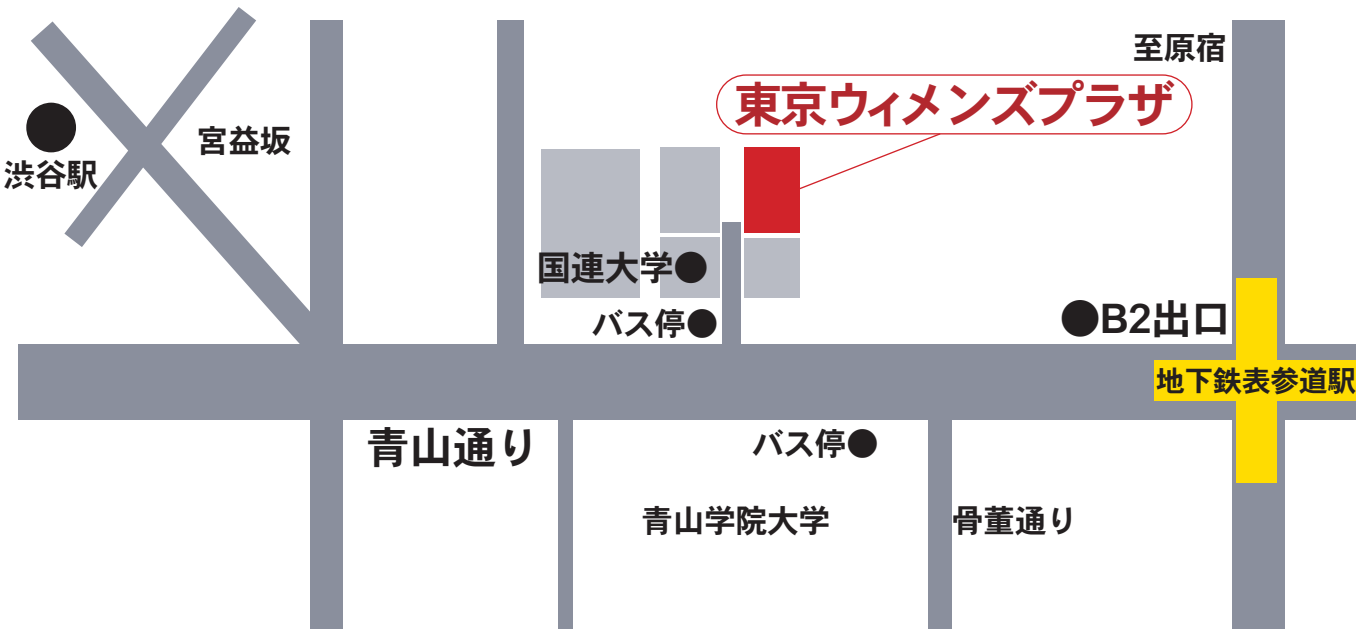 至原宿
東京ウィメンズプラザ
宮益坂
渋谷駅
国連大学●
バス停●
●B2出口
地下鉄表参道駅
青山通り
バス停●
青山学院大学
骨董通り